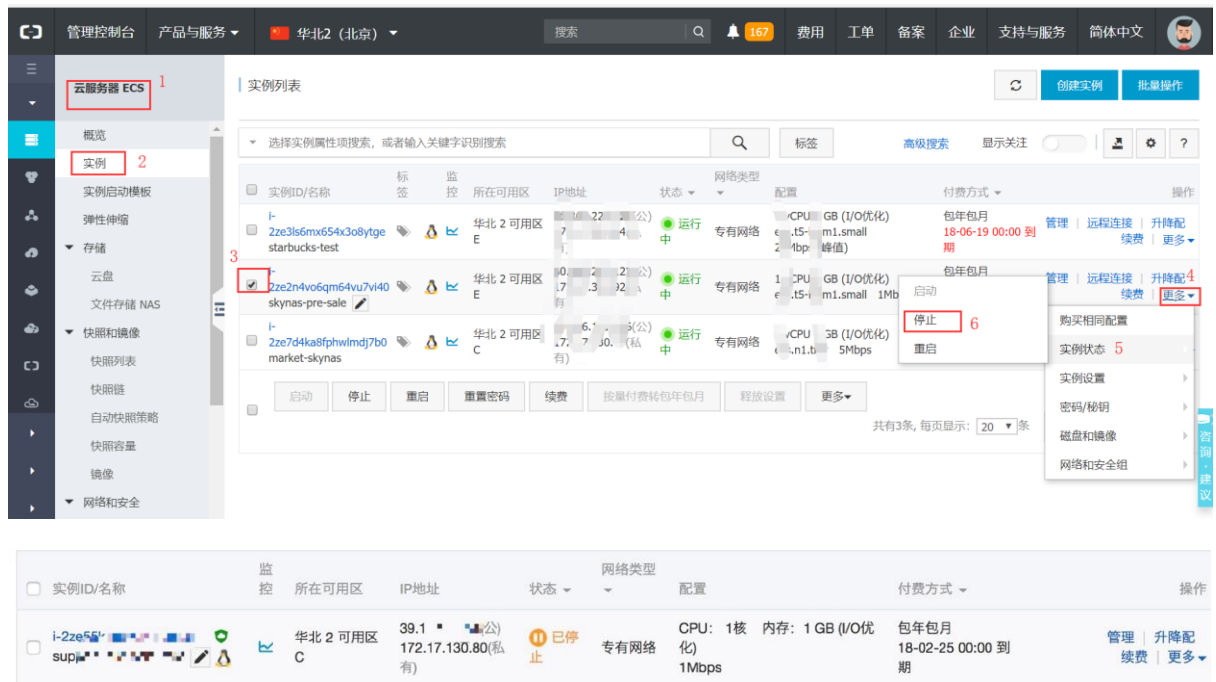 管理控制台 产品与服务 华北2（北京） 搜索 167 费用 工单 备案 企业 支持与服务 简体中文
云服务器 ECS 1
实例列表 创建实例 批量操作
概览
选择实例属性项搜索，或者输入关键字识别搜索 标签 高级搜索 显示关注 ?
实例 2
实例启动模板
弹性伸缩
存储
云盘
文件存储 NAS
快照和镜像
快照列表
快照链
自动快照策略
快照容量
镜像
网络和安全
实例ID/名称 标签 监控 所在可用区 IP地址 状态 网络类型 配置 付费方式 操作
i-
2ze3ls6mx654x3o8ytge
starbucks-test
华北 2 可用区
E
运行中
专有网络
GB (I/O优化)
包年包月
18-06-19 00:00 到
期
管理 远程连接 升降配
续费 更多
3
i-
2ze2n4vo6qm64vu7vi40
skynas-pre-sale
华北 2 可用区
E
运行中
专有网络
GB (I/O优化)
包年包月
管理 远程连接 升降配 4
续费 更多
i-
2ze7d4ka8fphwlmdj7b0
market-skynas
华北 2 可用区
C
运行中
专有网络
GB (I/O优化)
5Mbps
启动
停止 6
重启
购买相同配置
实例状态 5
实例设置
密码/秘钥
磁盘和镜像
网络和安全组
启动 停止 重启 重置密码 续费 按量付费转包年包月 释放设置 更多
共有3条, 每页显示: 20 条
咨询·建议
实例ID/名称 监控 所在可用区 IP地址 状态 网络类型 配置 付费方式 操作
华北 2 可用区
C
39.1 公)
172.17.130.80(私
有)
已停
止
专有网络
CPU： 1核 内存：1 GB (I/O优
化)
1Mbps
包年包月
18-02-25 00:00 到
期
管理 升降配
续费 更多